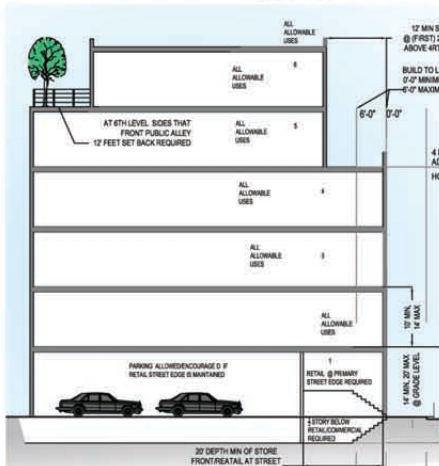 ALL
ALLOWABLE
USES
12' MIN S
@ (FIRST) 2
ABOVE 4RT
ALL
ALLOWABLE
USES
6
BUILD TO L
0'-0" MINIM
6'-0" MAXIM
6'-0"
0'-0"
AT 6TH LEVEL SIDES THAT
FRONT PUBLIC ALLEY
12' FEET SET BACK REQUIRED
ALL
ALLOWABLE
USES
5
ALL
ALLOWABLE
USES
4
ALL
ALLOWABLE
USES
3
ALL
ALLOWABLE
USES
10' MIN,
14' MAX
PARKING ALLOWED/ENCOURAGE D IF
RETAIL STREET EDGE IS MAINTAINED
1
RETAIL @ PRIMARY
STREET EDGE REQUIRED
14' MIN, 20' MAX
@ GRADE LEVEL
STORY BELOW
RETAIL/COMMERCIAL
REQUIRED
20' DEPTH MIN OF STORE
FRONT/REATAIL AT STREET